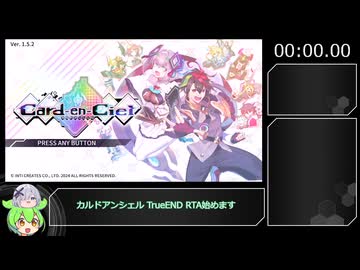 Ver. 1.5.2
00:00.00
Card-en-Ciel
PRESS ANY BUTTON
© INTI CREATES CO., LTD. 2024 ALL RIGHTS RESERVED.
カルドアンシェル TrueEND RTA始めます